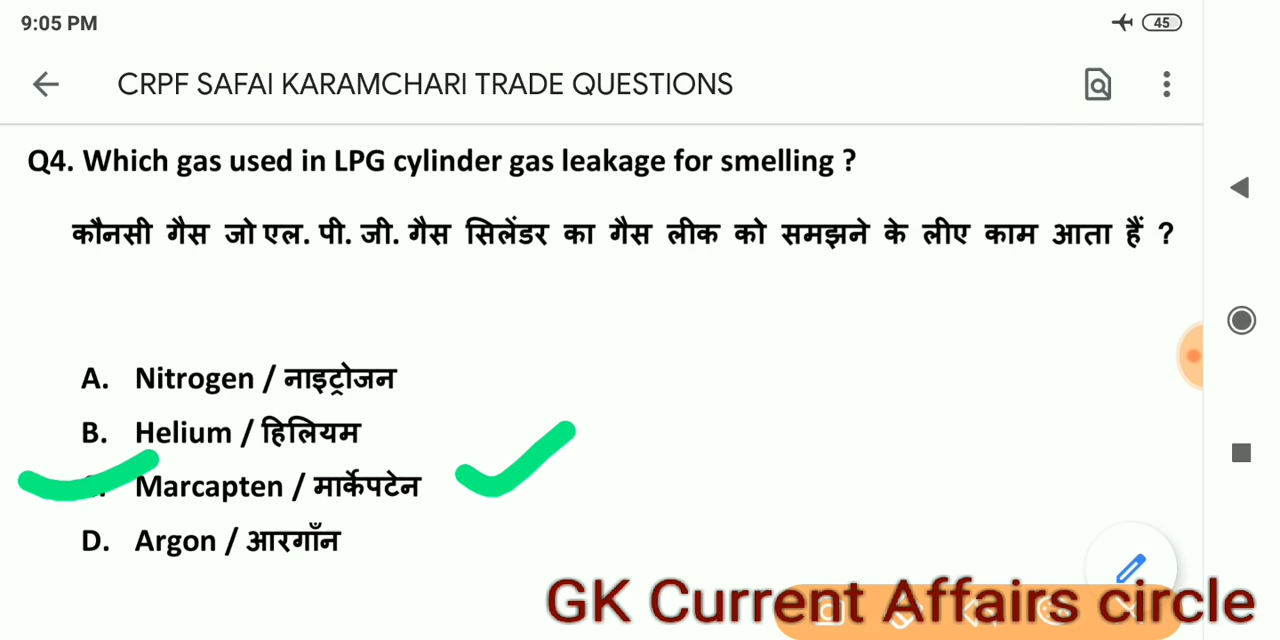 9:05 PM
45
CRPF SAFAI KARAMCHARI TRADE QUESTIONS
Q4. Which gas used in LPG cylinder gas leakage for smelling ?
कौनसी गैस जो एल. पी. जी. गैस सिलेंडर का गैस लीक को समझने के लीए काम आता हैं ?
A. Nitrogen / नाइट्रोजन
B. Helium / हिलियम
Marcapten / मार्केपटेन
D. Argon / आरगाँन
GK Current Affairs circle